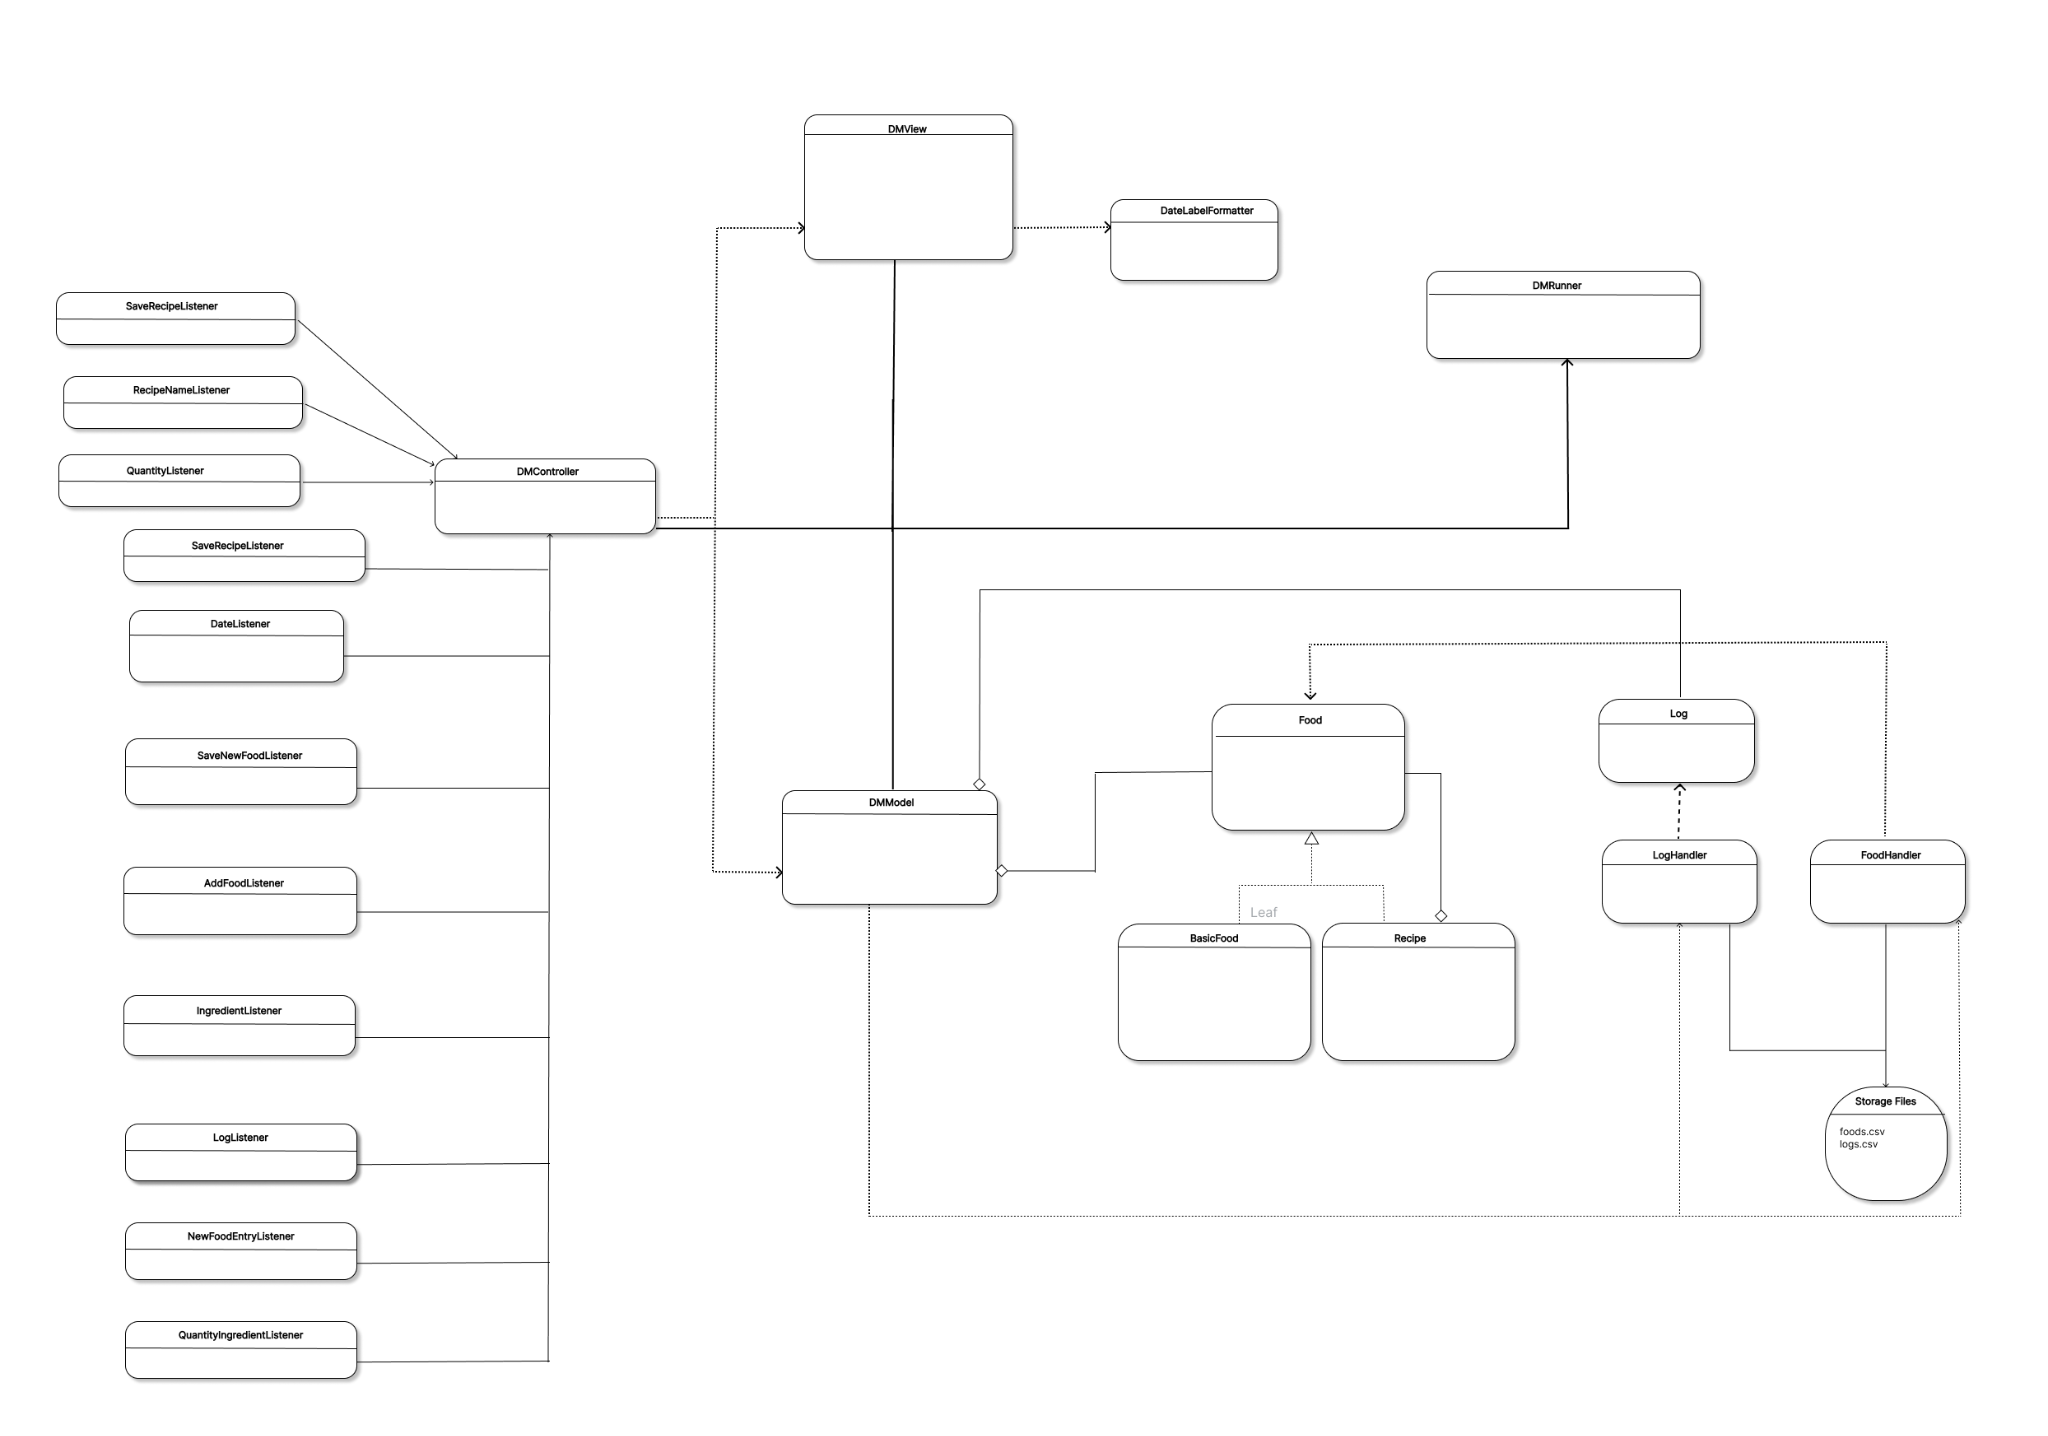 DMView
DateLabelFormatter
DMRunner
SaveRecipeListener
RecipeNameListener
QuantityListener
DMController
SaveRecipeListener
DateListener
SaveNewFoodListener
AddFoodListener
IngredientListener
LogListener
NewFoodEntryListener
QuantityIngredientListener
DMModel
Food
Log
LogHandler
FoodHandler
Leaf
BasicFood
Recipe
Storage Files
foods.csv
logs.csv